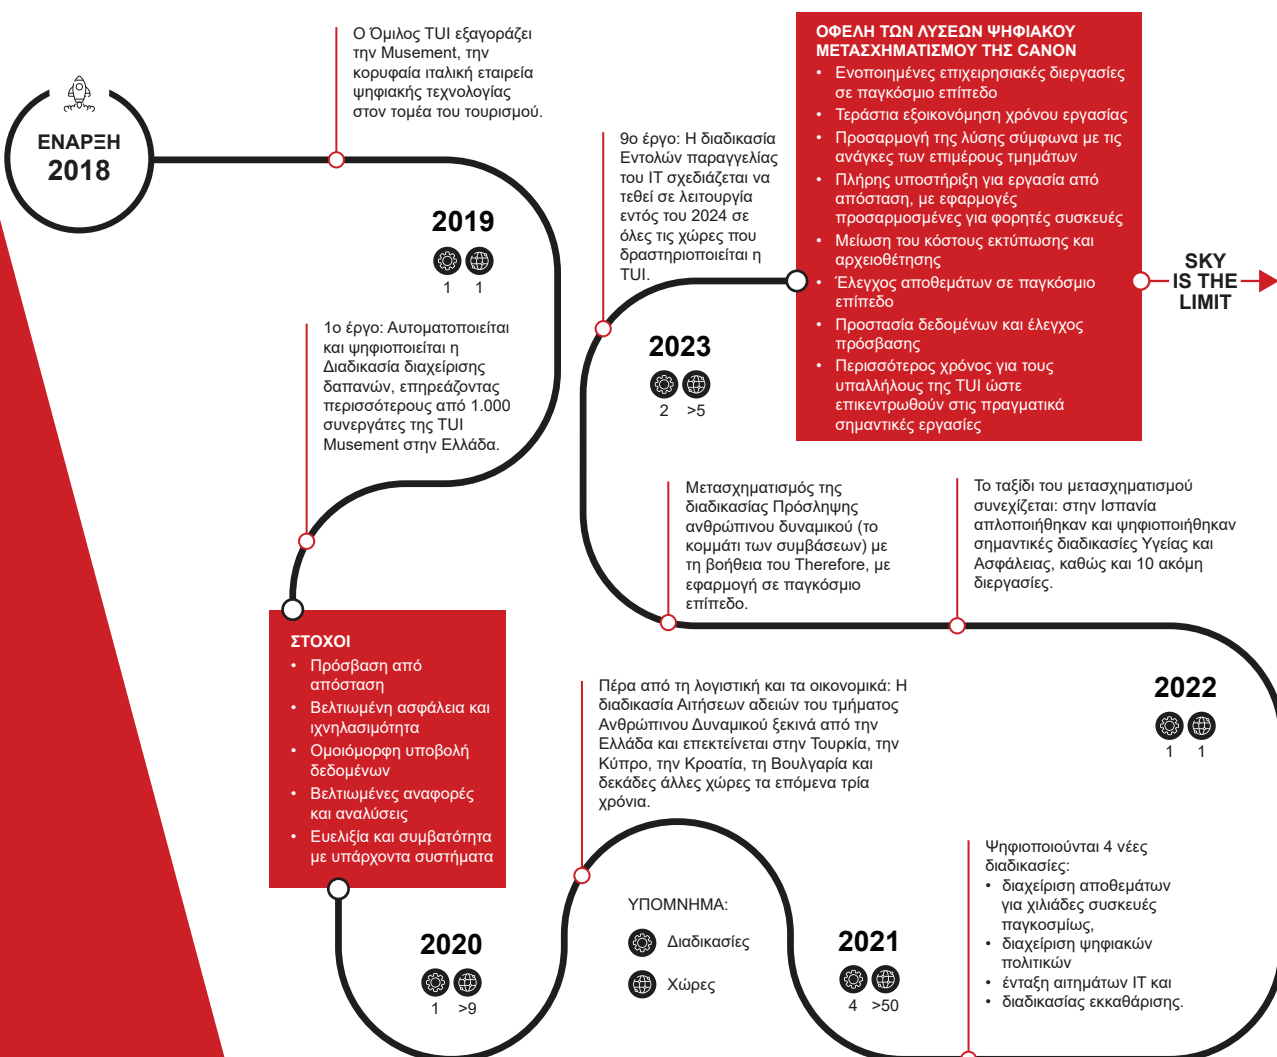 ΕΝΑΡΞΗ
2018
Ο Όμιλος TUI εξαγοράζει
την Musement, την
κορυφαία ιταλική εταιρεία
ψηφιακής τεχνολογίας
στον τομέα του τουρισμού.
2019
1 1
1ο έργο: Αυτοματοποιείται
και ψηφιοποιείται η
Διαδικασία διαχείρισης
δαπανών, επηρεάζοντας
περισσότερους από 1.000
συνεργάτες της TUI
Musement στην Ελλάδα.
ΣΤΟΧΟΙ
• Πρόσβαση από
απόσταση
• Βελτιωμένη ασφάλεια και
ιχνηλασιμότητα
• Ομοιόμορφη υποβολή
δεδομένων
• Βελτιωμένες αναφορές
και αναλύσεις
• Ευελιξία και συμβατότητα
με υπάρχοντα συστήματα
2020
1 >9
Πέρα από τη λογιστική και τα οικονομικά: Η
διαδικασία Αιτήσεων αδειών του τμήματος
Ανθρώπινου Δυναμικού ξεκινά από την
Ελλάδα και επεκτείνεται στην Τουρκία, την
Κύπρο, την Κροατία, τη Βουλγαρία και
δεκάδες άλλες χώρες τα επόμενα τρία
χρόνια.
ΥΠΟΜΝΗΜΑ:
Διαδικασίες
Χώρες
2021
4 >50
Ψηφιοποιούνται 4 νέες
διαδικασίες:
• διαχείριση αποθεμάτων
για χιλιάδες συσκευές
παγκοσμίως,
• διαχείριση ψηφιακών
πολιτικών
• ένταξη αιτημάτων IT και
• διαδικασίας εκκαθάρισης.
2022
1 1
Το ταξίδι του μετασχηματισμού
συνεχίζεται: στην Ισπανία
απλοποιήθηκαν και ψηφιοποιήθηκαν
σημαντικές διαδικασίες Υγείας και
Ασφάλειας, καθώς και 10 ακόμη
διεργασίες.
Μετασχηματισμός της
διαδικασίας Πρόσληψης
ανθρώπινου δυναμικού (το
κομμάτι των συμβάσεων) με
τη βοήθεια του Therefore, με
εφαρμογή σε παγκόσμιο
επίπεδο.
2023
2 >5
9ο έργο: Η διαδικασία
Εντολών παραγγελίας
του IT σχεδιάζεται να
τεθεί σε λειτουργία
εντός του 2024 σε
όλες τις χώρες που
δραστηριοποιείται η
TUI.
ΟΦΕΛΗ ΤΩΝ ΛΥΣΕΩΝ ΨΗΦΙΑΚΟΥ
ΜΕΤΑΣΧΗΜΑΤΙΣΜΟΥ ΤΗΣ CANON
• Ενοποιημένες επιχειρησιακές διεργασίες
σε παγκόσμιο επίπεδο
• Τεράστια εξοικονόμηση χρόνου εργασίας
• Προσαρμογή της λύσης σύμφωνα με τις
ανάγκες των επιμέρους τμημάτων
• Πλήρης υποστήριξη για εργασία από
απόσταση, με εφαρμογές
προσαρμοσμένες για φορητές συσκευές
• Μείωση του κόστους εκτύπωσης και
αρχειοθέτησης
• Έλεγχος αποθεμάτων σε παγκόσμιο
επίπεδο
• Προστασία δεδομένων και έλεγχος
πρόσβασης
• Περισσότερος χρόνος για τους
υπαλλήλους της TUI ώστε
επικεντρωθούν στις πραγματικά
σημαντικές εργασίες
SKY
IS THE
LIMIT